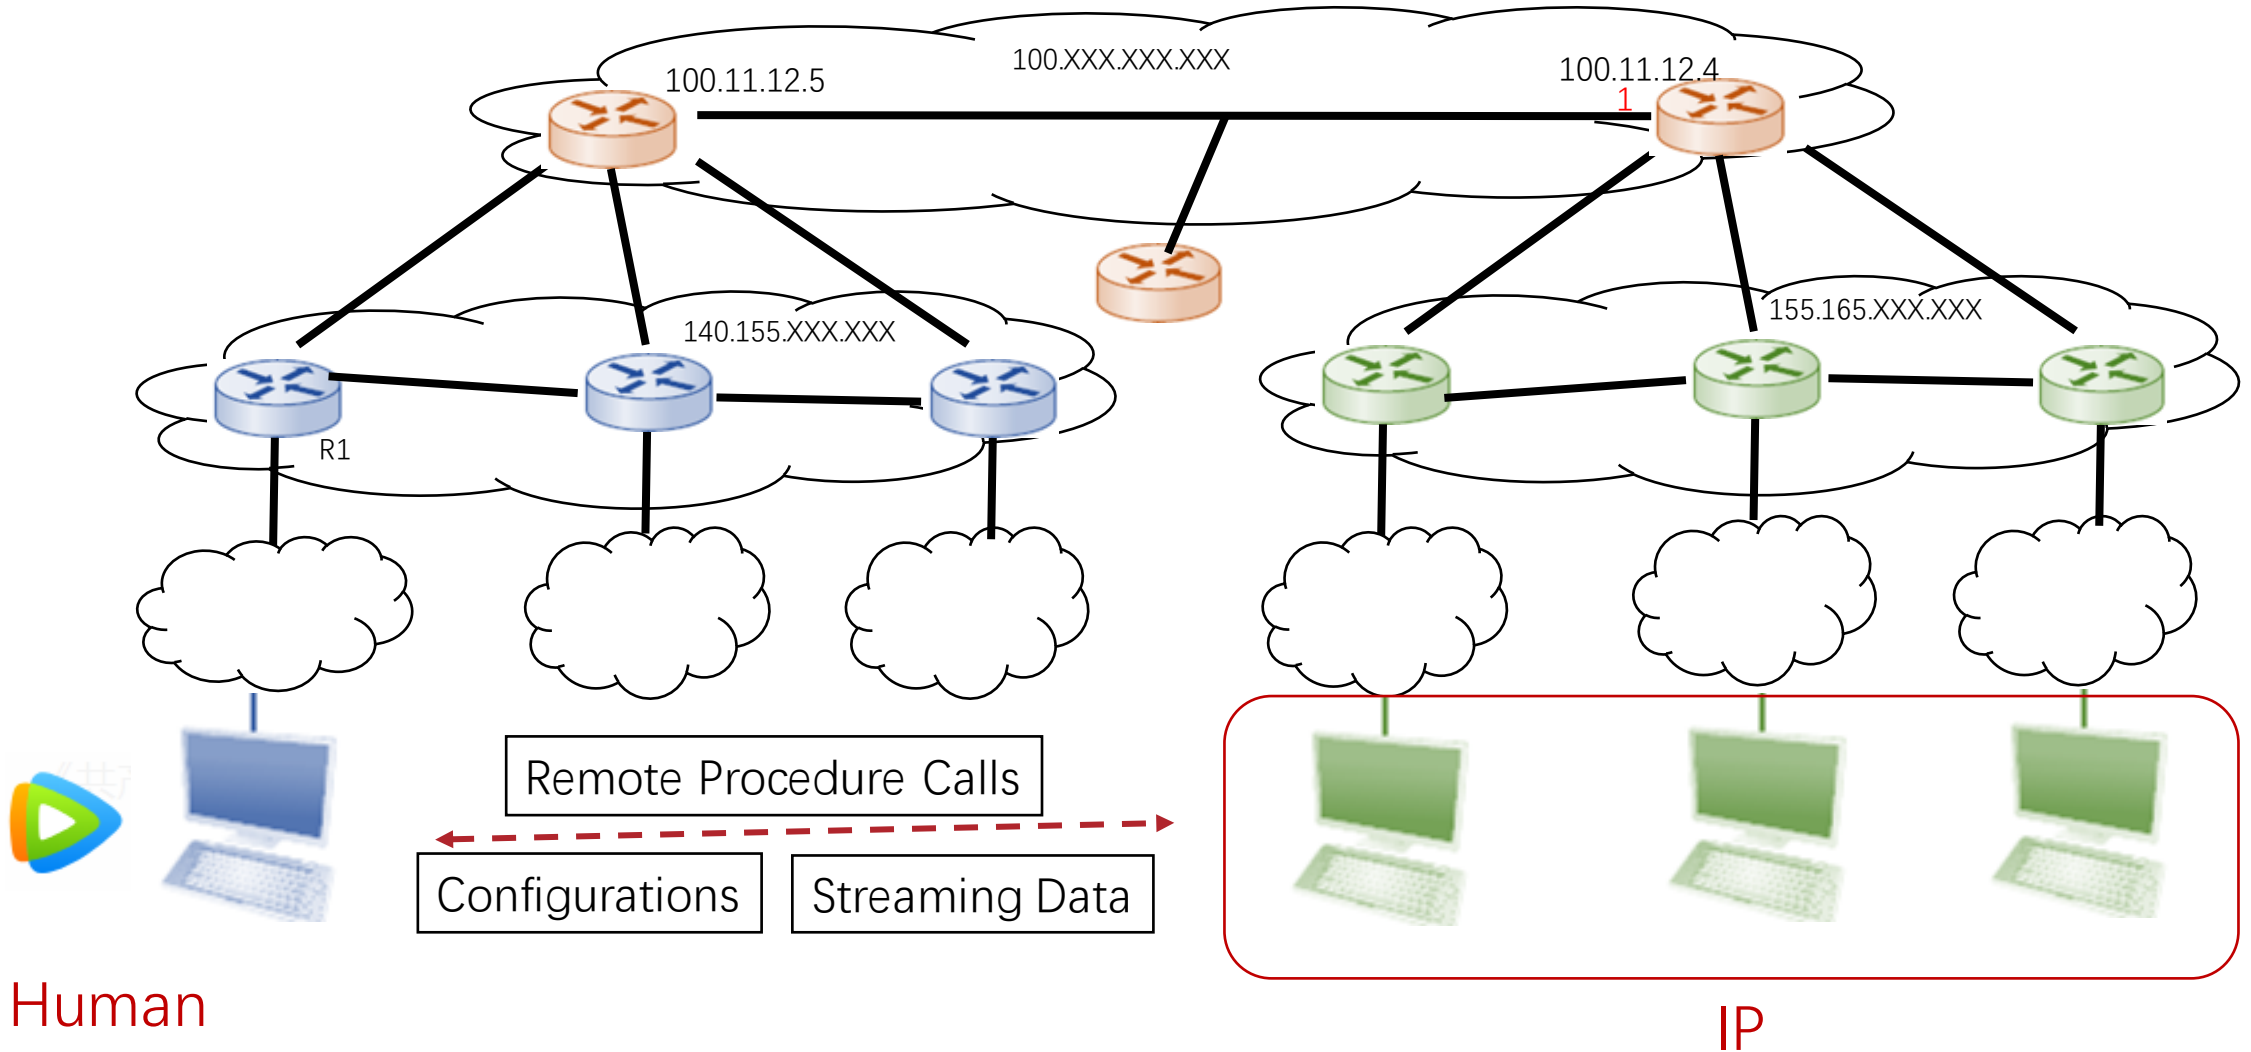 100.XXX.XXX.XXX
100.11.12.5
100.11.12.4
1
140.155.XXX.XXX
155.165.XXX.XXX
R1
Remote Procedure Calls
Configurations
Streaming Data
Human
IP